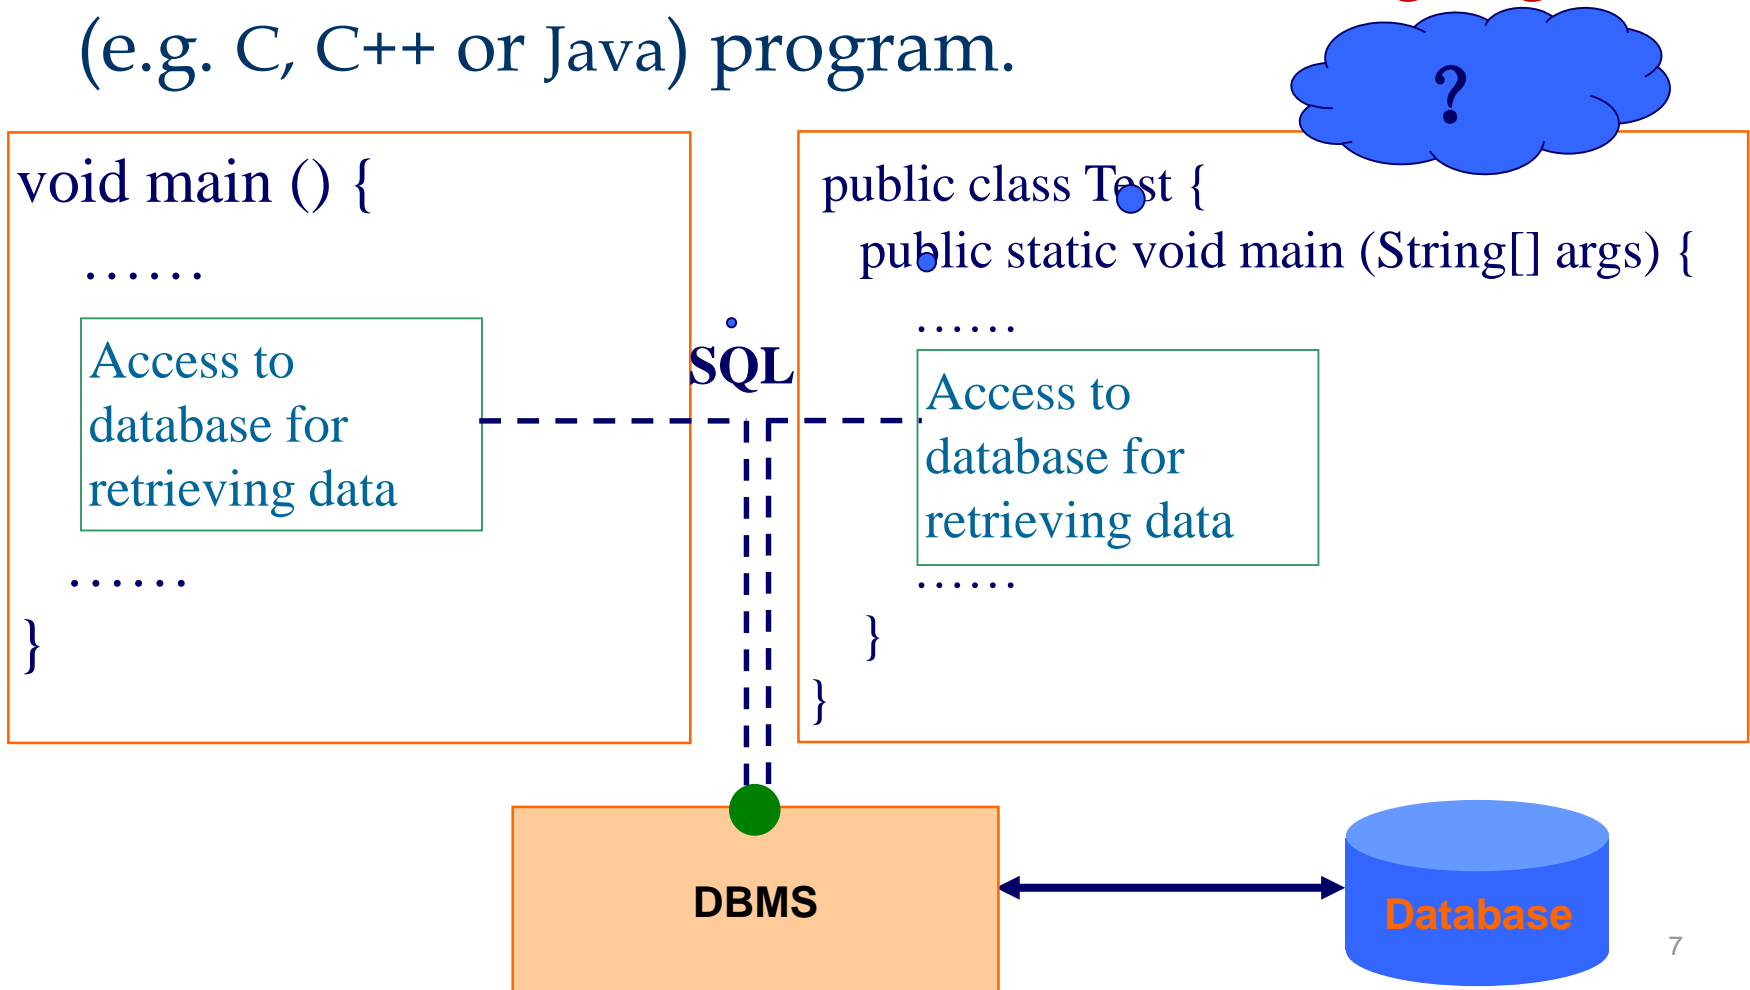 (e.g. C, C++ or Java) program.
?
void main () {
……
Access to
database for
retrieving data
……
}
SQL
public class Test {
public static void main (String[] args) {
……
Access to
database for
retrieving data
……
}
}
DBMS
Database
7